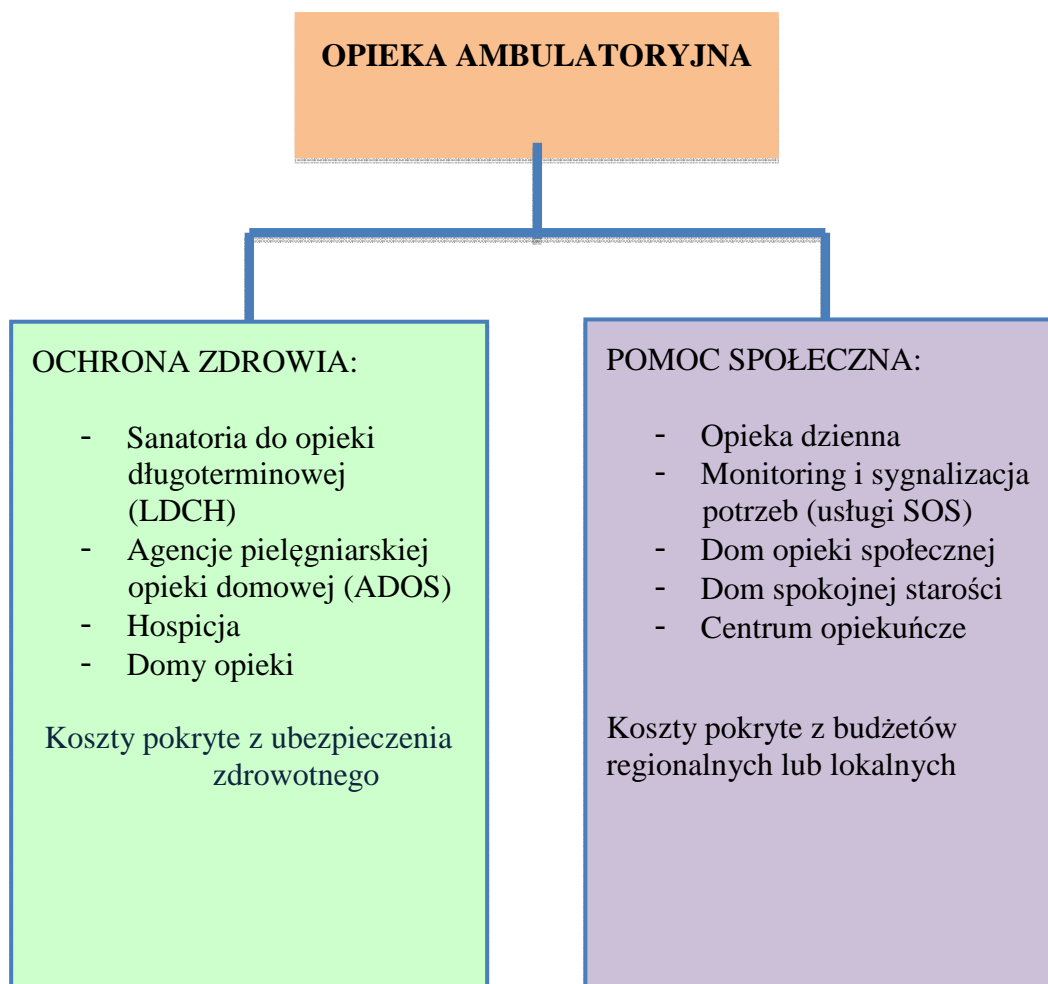 OPIEKA AMBULATORYJNA
OCHRONA ZDROWIA:
- Sanatoria do opieki
długoterminowej
(LDCH)
- Agencje pielęgniarskiej
opieki domowej (ADOS)
- Hospicja
- Domy opieki
Koszty pokryte z ubezpieczenia
zdrowotnego
POMOC SPOŁECZNA:
- Opieka dzienna
- Monitoring i sygnalizacja
potrzeb (usługi SOS)
- Dom opieki społecznej
- Dom spokojnej starości
- Centrum opiekuńcze
Koszty pokryte z budżetów
regionalnych lub lokalnych